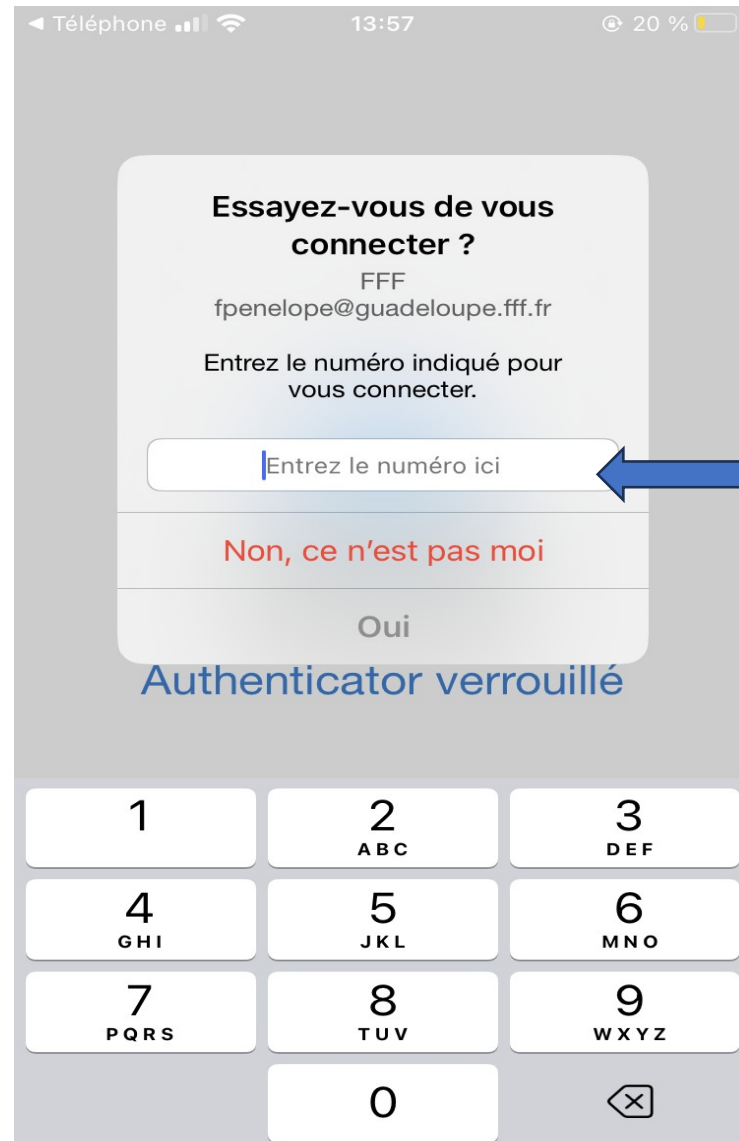 ◀ Téléphone 13:57 20 %
Essayez-vous de vous
connecter ?
FFF
fpenelope@guadeloupe.fff.fr
Entrez le numéro indiqué pour
vous connecter.
Entrez le numéro ici
Non, ce n'est pas moi
Oui
Authenticator verrouillé
1 2 3
ABC DEF
4 5 6
GHI JKL MNO
7 8 9
PQRS TUV WXYZ
0